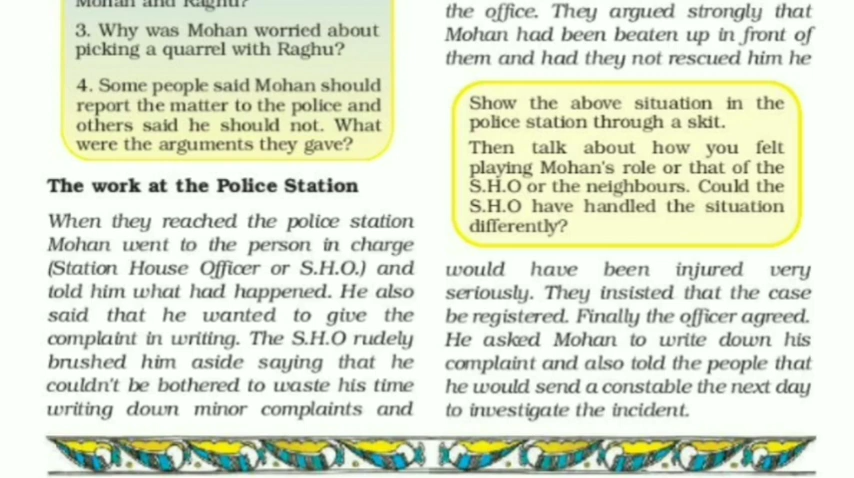 Mohan and Raghu?
3. Why was Mohan worried about
picking a quarrel with Raghu?
4. Some people said Mohan should
report the matter to the police and
others said he should not. What
were the arguments they gave?
The work at the Police Station
When they reached the police station
Mohan went to the person in charge
(Station House Officer or S.H.O.) and
told him what had happened. He also
said that he wanted to give the
complaint in writing. The S.H.O rudely
brushed him aside saying that he
couldn't be bothered to waste his time
writing down minor complaints and
the office. They argued strongly that
Mohan had been beaten up in front of
them and had they not rescued him he
Show the above situation in the
police station through a skit.
Then talk about how you felt
playing Mohan's role or that of the
S.H.O or the neighbours. Could the
S.H.O have handled the situation
differently?
would have been injured very
seriously. They insisted that the case
be registered. Finally the officer agreed.
He asked Mohan to write down his
complaint and also told the people that
he would send a constable the next day
to investigate the incident.